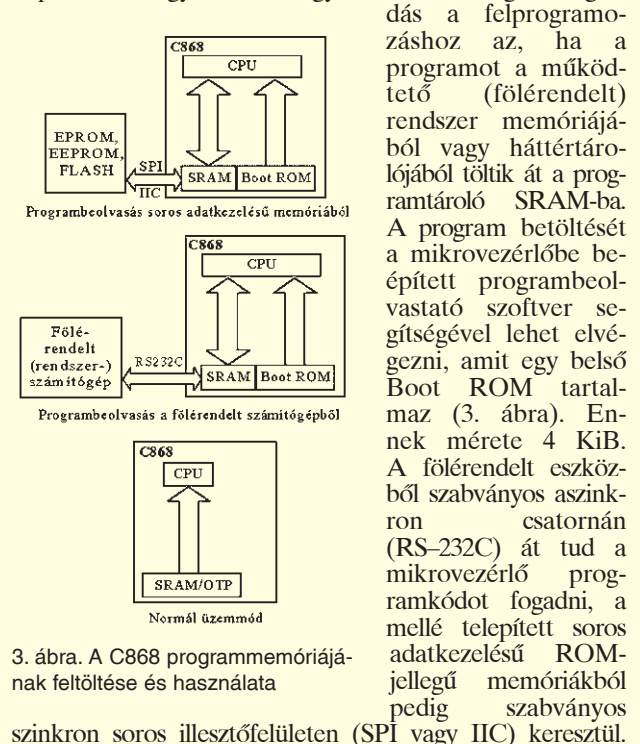 C868
CPU
EPROM,
EEPROM,
FLASH
SPI
IIC
SRAM
Boot ROM
Programbeolvasás soros adatkezelésű memóriából
C868
CPU
Fölé-
rendelt
(rendszer-)
számítógép
RS232C
SRAM
Boot ROM
Programbeolvasás a fölérendelt számítógépből
C868
CPU
SRAM/OTP
Normál üzemmód
3. ábra. A C868 programmemóriájá-
nak feltöltése és használata
dás a felprogramo-
záshoz az, ha a
programot a működ-
tető (fölérendelt)
rendszer memóriájá-
ból vagy háttértáro-
lójából töltik át a prog-
ramtároló SRAM-ba.
A program betöltését
a mikrovezérlőbe be-
épített programbeol-
vastató szoftver se-
gítségével lehet elvé-
gezni, amit egy belső
Boot ROM tartal-
maz (3. ábra). En-
nek mérete 4 KiB.
A fölérendelt eszköz-
ből szabványos aszink-
ron csatornán
(RS–232C) át tud a
mikrovezérlő prog-
ramkódot fogadni, a
mellé telepített soros
adatkezelésű ROM-
jellegű memóriákból
pedig szabványos
szinkron soros illesztőfelületen (SPI vagy IIC) keresztül.